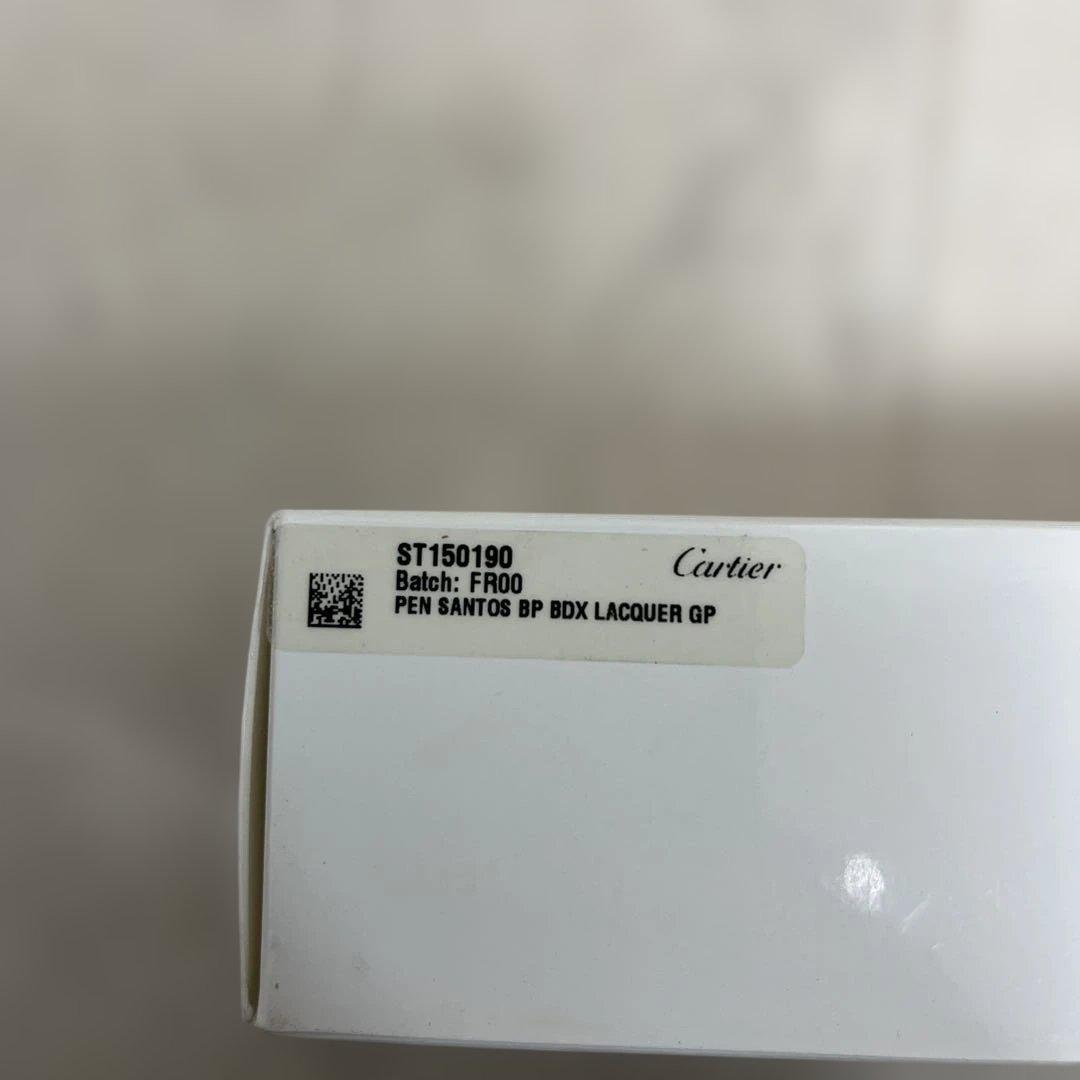 ST150190
Cartier
Batch: FR00
PEN SANTOS BP BDX LACQUER GP